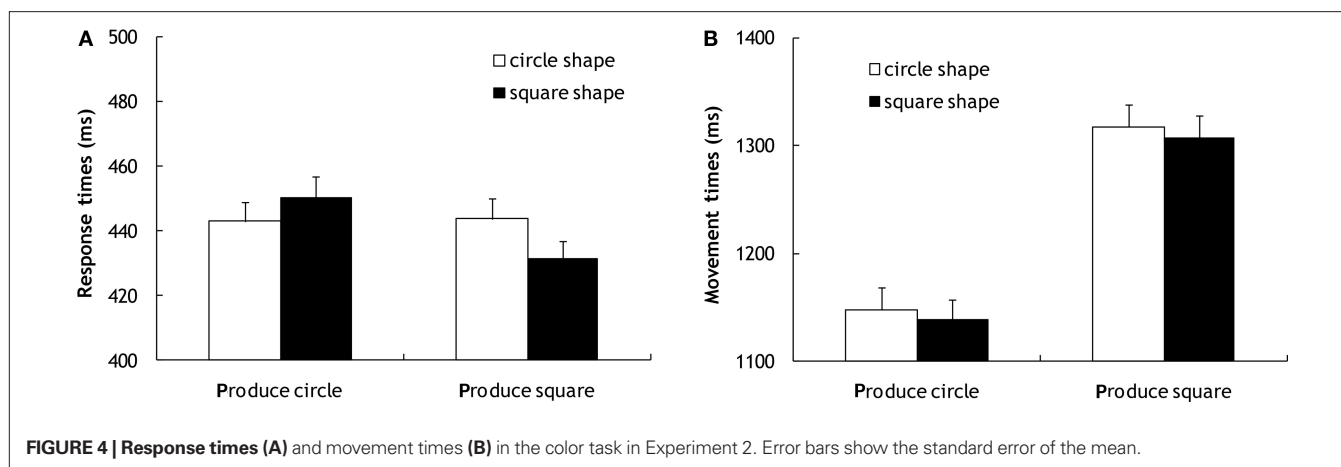 A
500
480
460
440
420
400
Response times (ms)
circle shape
square shape
Produce circle
Produce square
B
1400
1300
1200
1100
Movement times (ms)
circle shape
square shape
Produce circle
Produce square
FIGURE 4 | Response times (A) and movement times (B) in the color task in Experiment 2. Error bars show the standard error of the mean.